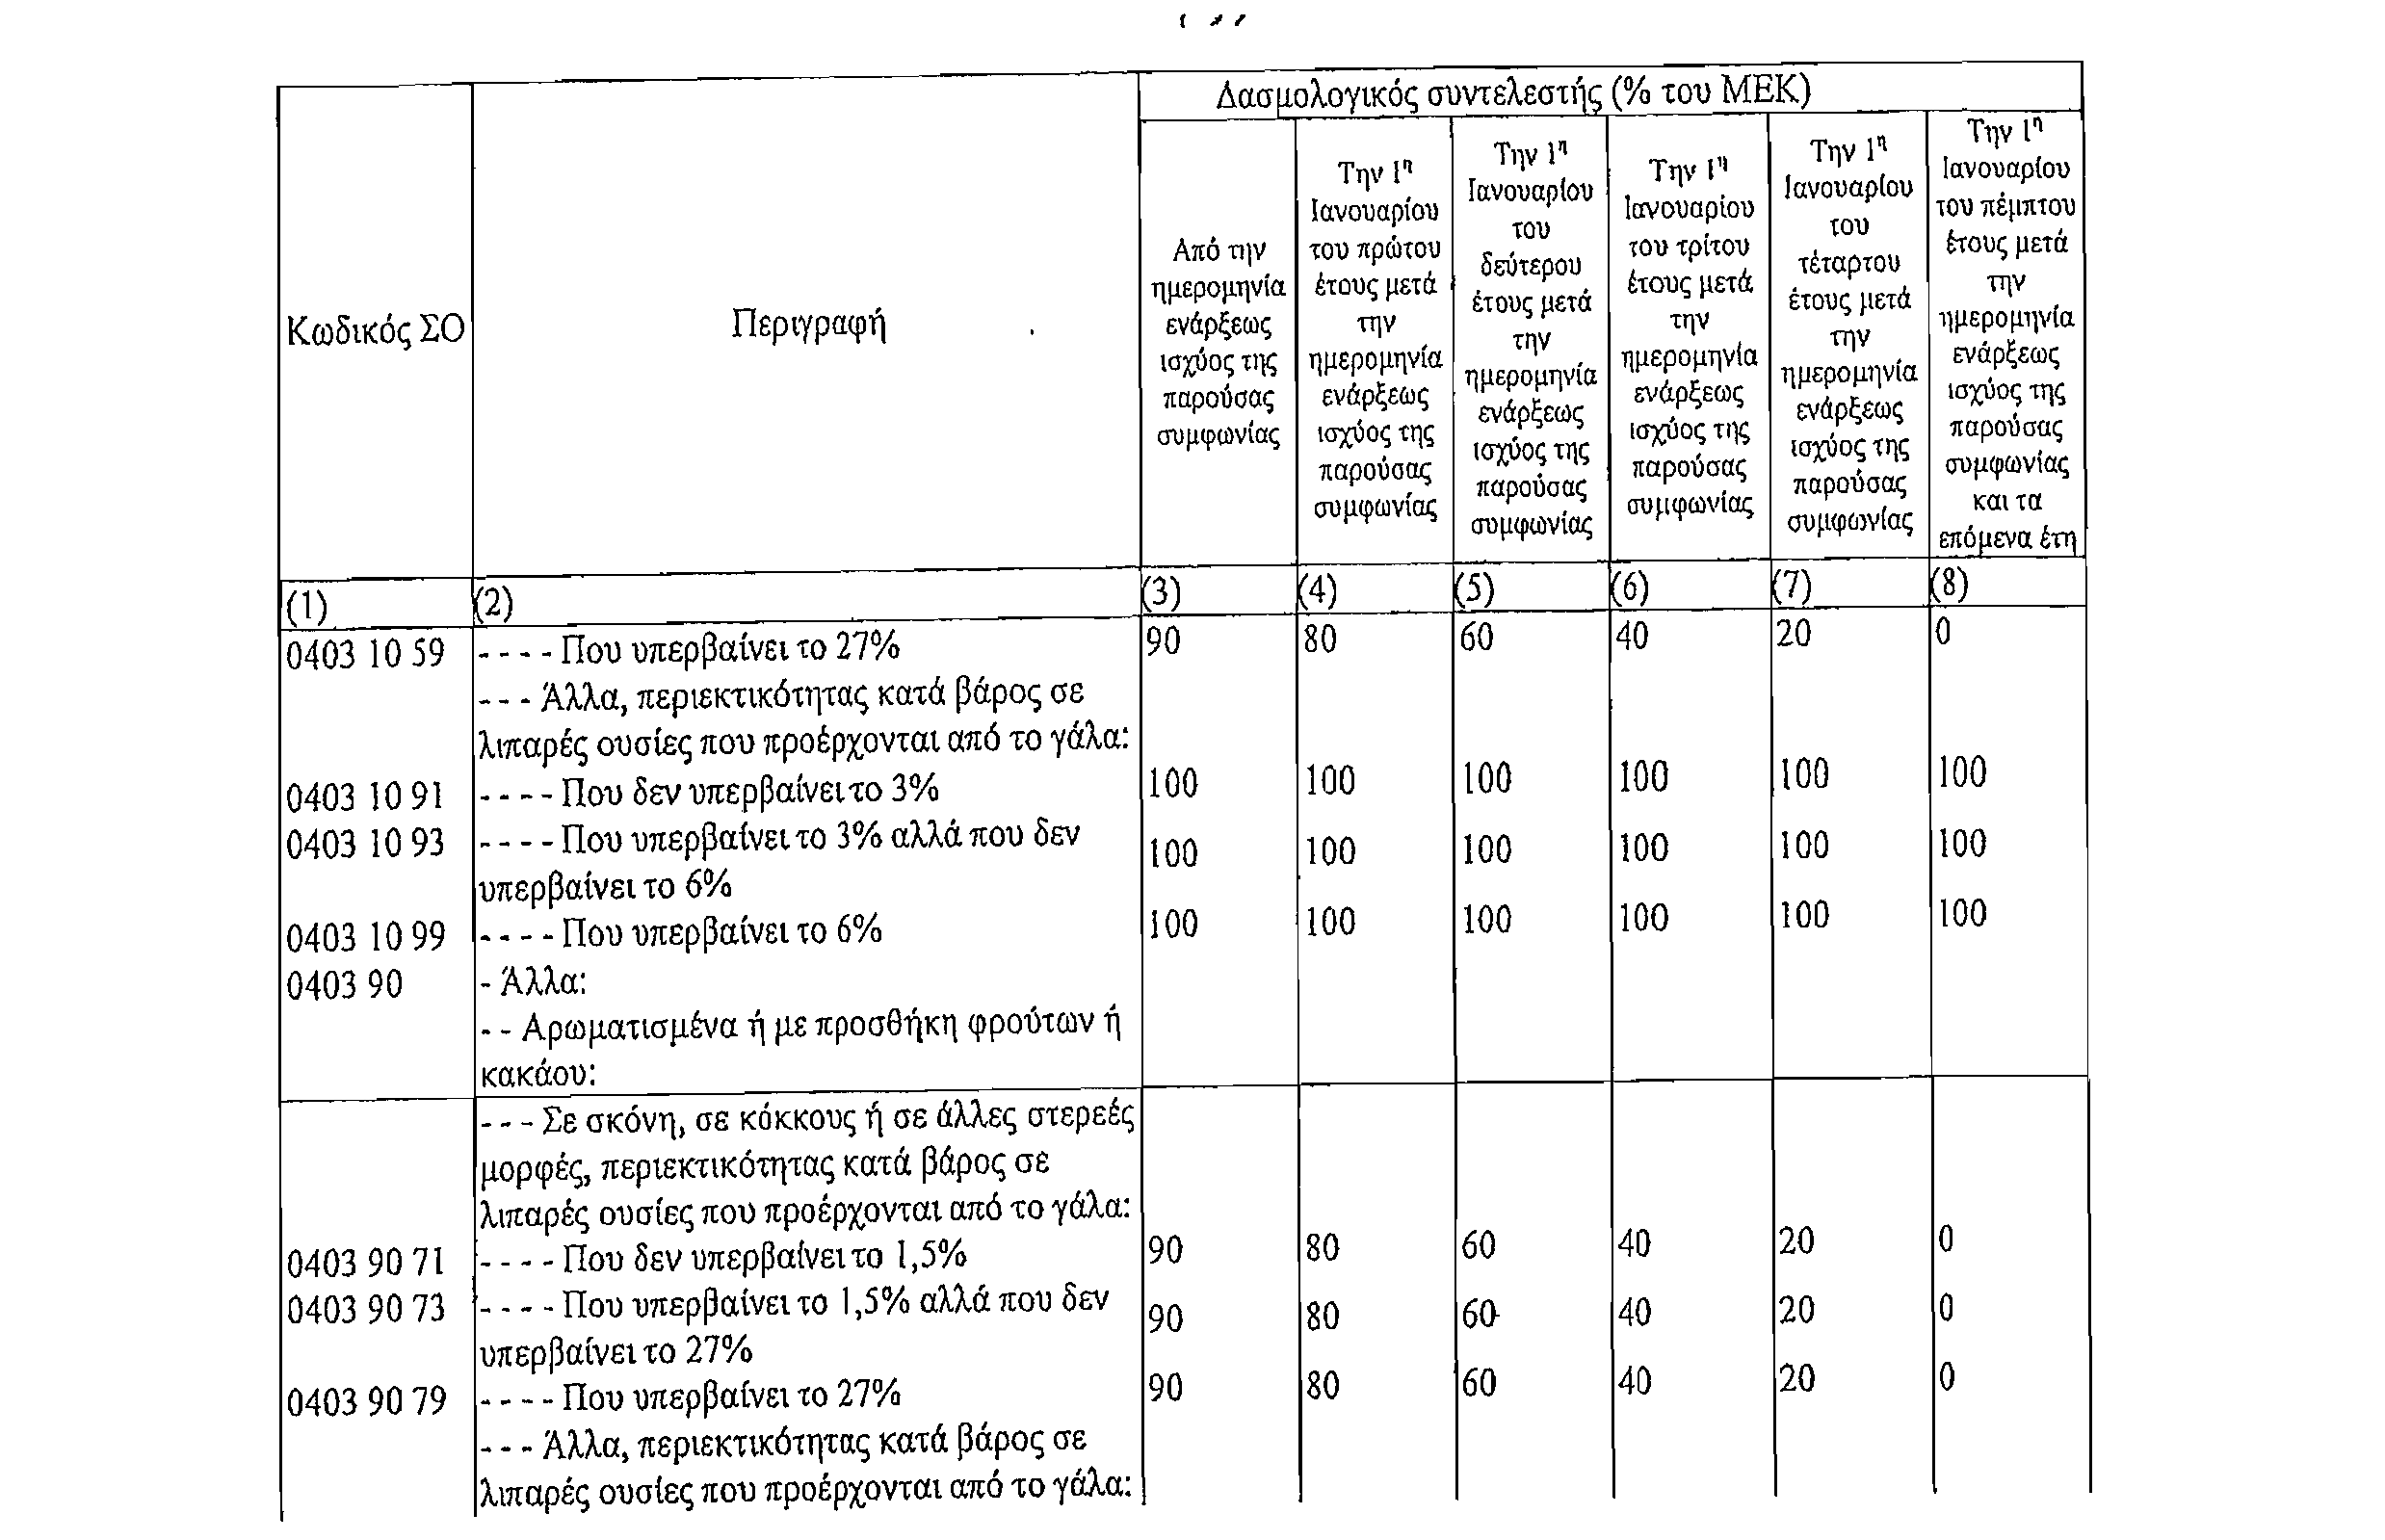 Δασμολογικός συντελεστής (% του ΜΕΚ)
Κωδικός ΣΟ
Περιγραφή
Από την
ημερομηνία
ενάρξεως
ισχύος της
παρούσας
συμφωνίας
Την 1η
Ιανουαρίου
του πρώτου
έτους μετά
την
ημερομηνία
ενάρξεως
ισχύος της
παρούσας
συμφωνίας
Την 1η
Ιανουαρίου
του
δεύτερου
έτους μετά
την
ημερομηνία
ενάρξεως
ισχύος της
παρούσας
συμφωνίας
Την 1η
Ιανουαρίου
του τρίτου
έτους μετά
την
ημερομηνία
ενάρξεως
ισχύος της
παρούσας
συμφωνίας
Την 1η
Ιανουαρίου
του
τέταρτου
έτους μετά
την
ημερομηνία
ενάρξεως
ισχύος της
παρούσας
συμφωνίας
Την 1η
Ιανουαρίου
του πέμπτου
έτους μετά
την
ημερομηνία
ενάρξεως
ισχύος της
παρούσας
συμφωνίας
και τα
επόμενα έτη
(1) (2) (3) (4) (5) (6) (7) (8)
0403 10 59 - - - - Που υπερβαίνει το 27% 90 80 60 40 20 0
- - - Άλλα, περιεκτικότητας κατά βάρος σε
λιπαρές ουσίες που προέρχονται από το γάλα:
0403 10 91 - - - - Που δεν υπερβαίνει το 3% 100 100 100 100 100 100
0403 10 93 - - - - Που υπερβαίνει το 3% αλλά που δεν 100 100 100 100 100 100
υπερβαίνει το 6%
0403 10 99 - - - - Που υπερβαίνει το 6% 100 100 100 100 100 100
0403 90 - Άλλα:
- - Αρωματισμένα ή με προσθήκη φρούτων ή
κακάου:
- - - Σε σκόνη, σε κόκκους ή σε άλλες στερεές
μορφές, περιεκτικότητας κατά βάρος σε
λιπαρές ουσίες που προέρχονται από το γάλα:
0403 90 71 - - - - Που δεν υπερβαίνει το 1,5% 90 80 60 40 20 0
0403 90 73 - - - - Που υπερβαίνει το 1,5% αλλά που δεν 90 80 60 40 20 0
υπερβαίνει το 27%
0403 90 79 - - - - Που υπερβαίνει το 27% 90 80 60 40 20 0
- - - Άλλα, περιεκτικότητας κατά βάρος σε
λιπαρές ουσίες που προέρχονται από το γάλα: